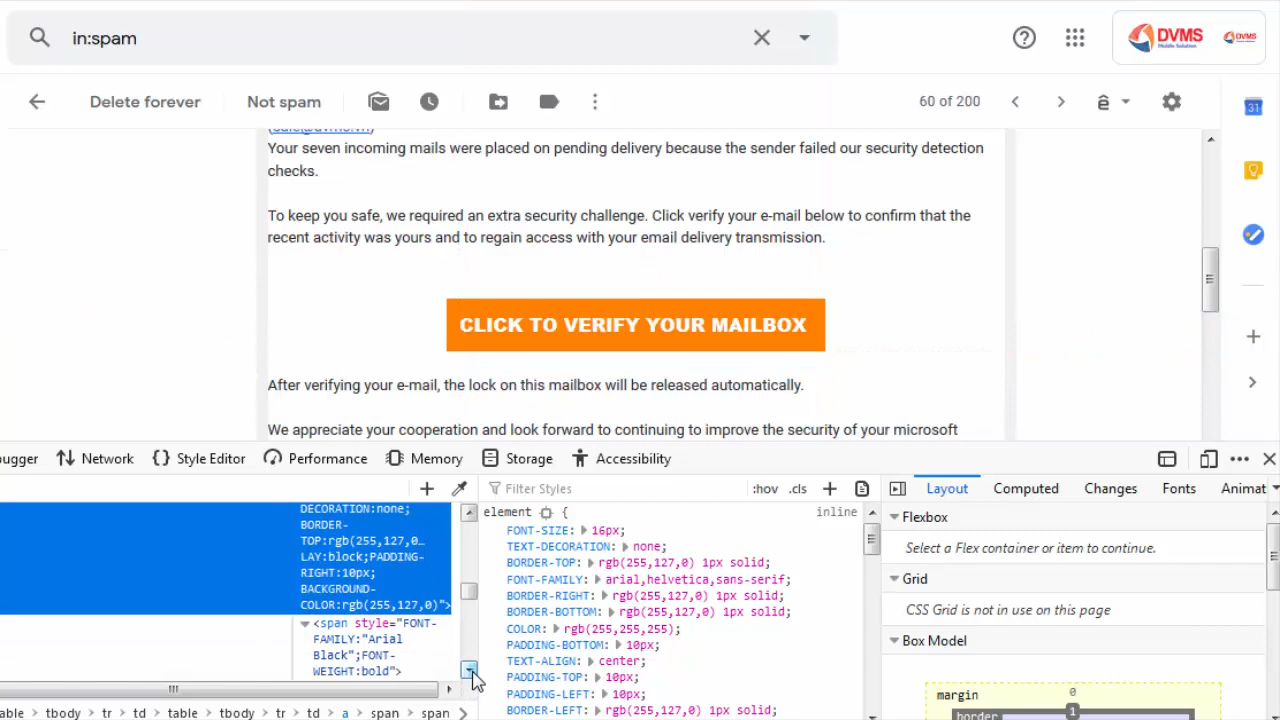 in:spam
DVMS
Mobile Solution
DVMS
Delete forever
Not spam
60 of 200
ê
31
(safe@dvms.vn)
Your seven incoming mails were placed on pending delivery because the sender failed our security detection
checks.
To keep you safe, we required an extra security challenge. Click verify your e-mail below to confirm that the
recent activity was yours and to regain access with your email delivery transmission.
CLICK TO VERIFY YOUR MAILBOX
After verifying your e-mail, the lock on this mailbox will be released automatically.
We appreciate your cooperation and look forward to continuing to improve the security of your microsoft
bugger
Network
{} Style Editor
Performance
Memory
Storage
Accessibility
Filter Styles
:hov
.cls
Layout
Computed
Changes
Fonts
Animat
DECORATION:none;
BORDER-
TOP:rgb(255,127,0…
LAY:block;PADDING-
RIGHT:10px;
BACKGROUND-
COLOR:rgb(255,127,0)">
<span style="FONT-
FAMILY:"Arial
Black";FONT-
WEIGHT:bold">
element {
inline
FONT-SIZE: 16px;
TEXT-DECORATION: none;
BORDER-TOP: rgb(255,127,0) 1px solid;
FONT-FAMILY: arial,helvetica,sans-serif;
BORDER-RIGHT: rgb(255,127,0) 1px solid;
BORDER-BOTTOM: rgb(255,127,0) 1px solid;
COLOR: rgb(255,255,255);
PADDING-BOTTOM: 10px;
TEXT-ALIGN: center;
PADDING-TOP: 10px;
PADDING-LEFT: 10px;
BORDER-LEFT: rgb(255,127,0) 1px solid;
Flexbox
Select a Flex container or item to continue.
Grid
CSS Grid is not in use on this page
Box Model
margin
0
border
1
able
tbody
tr
td
table
tbody
tr
td
a
span
span